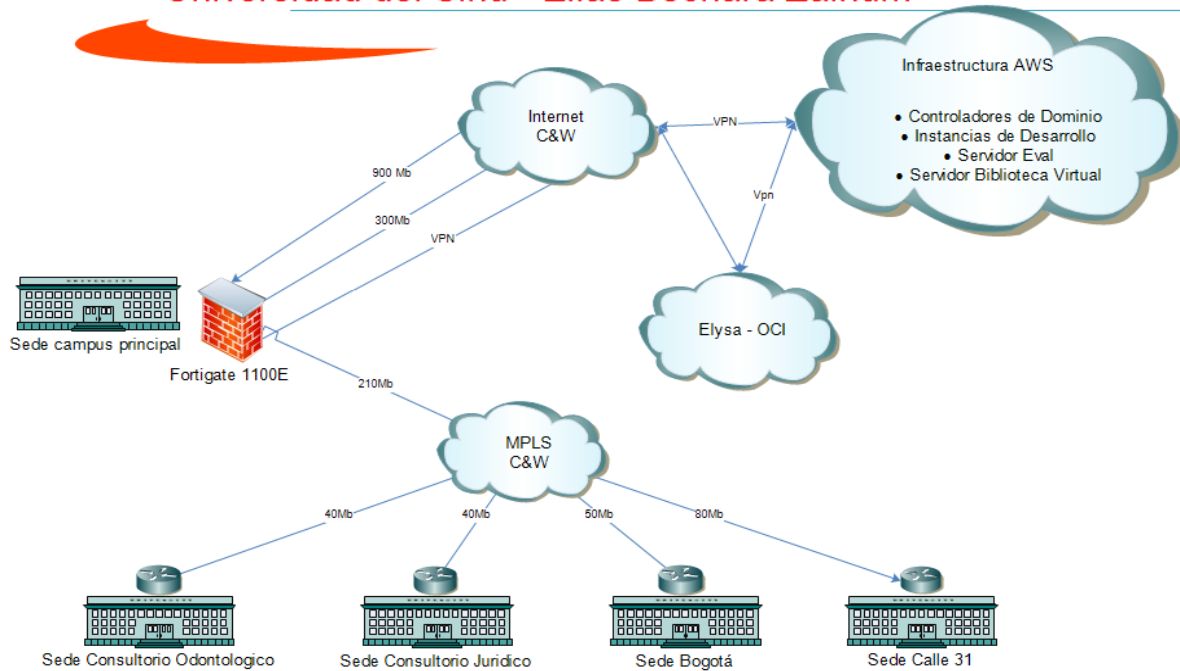 Infraestructura AWS
• Controladores de Dominio
• Instancias de Desarrollo
• Servidor Eval
• Servidor Biblioteca Virtual
Internet
C&W
VPN
900 Mb
300Mb
VPN
Vpn
Elysa - OCI
Sede campus principal
Fortigate 1100E
210Mb
MPLS
C&W
40Mb
40Mb
50Mb
80Mb
Sede Consultorio Odontologico
Sede Consultorio Juridico
Sede Bogotá
Sede Calle 31